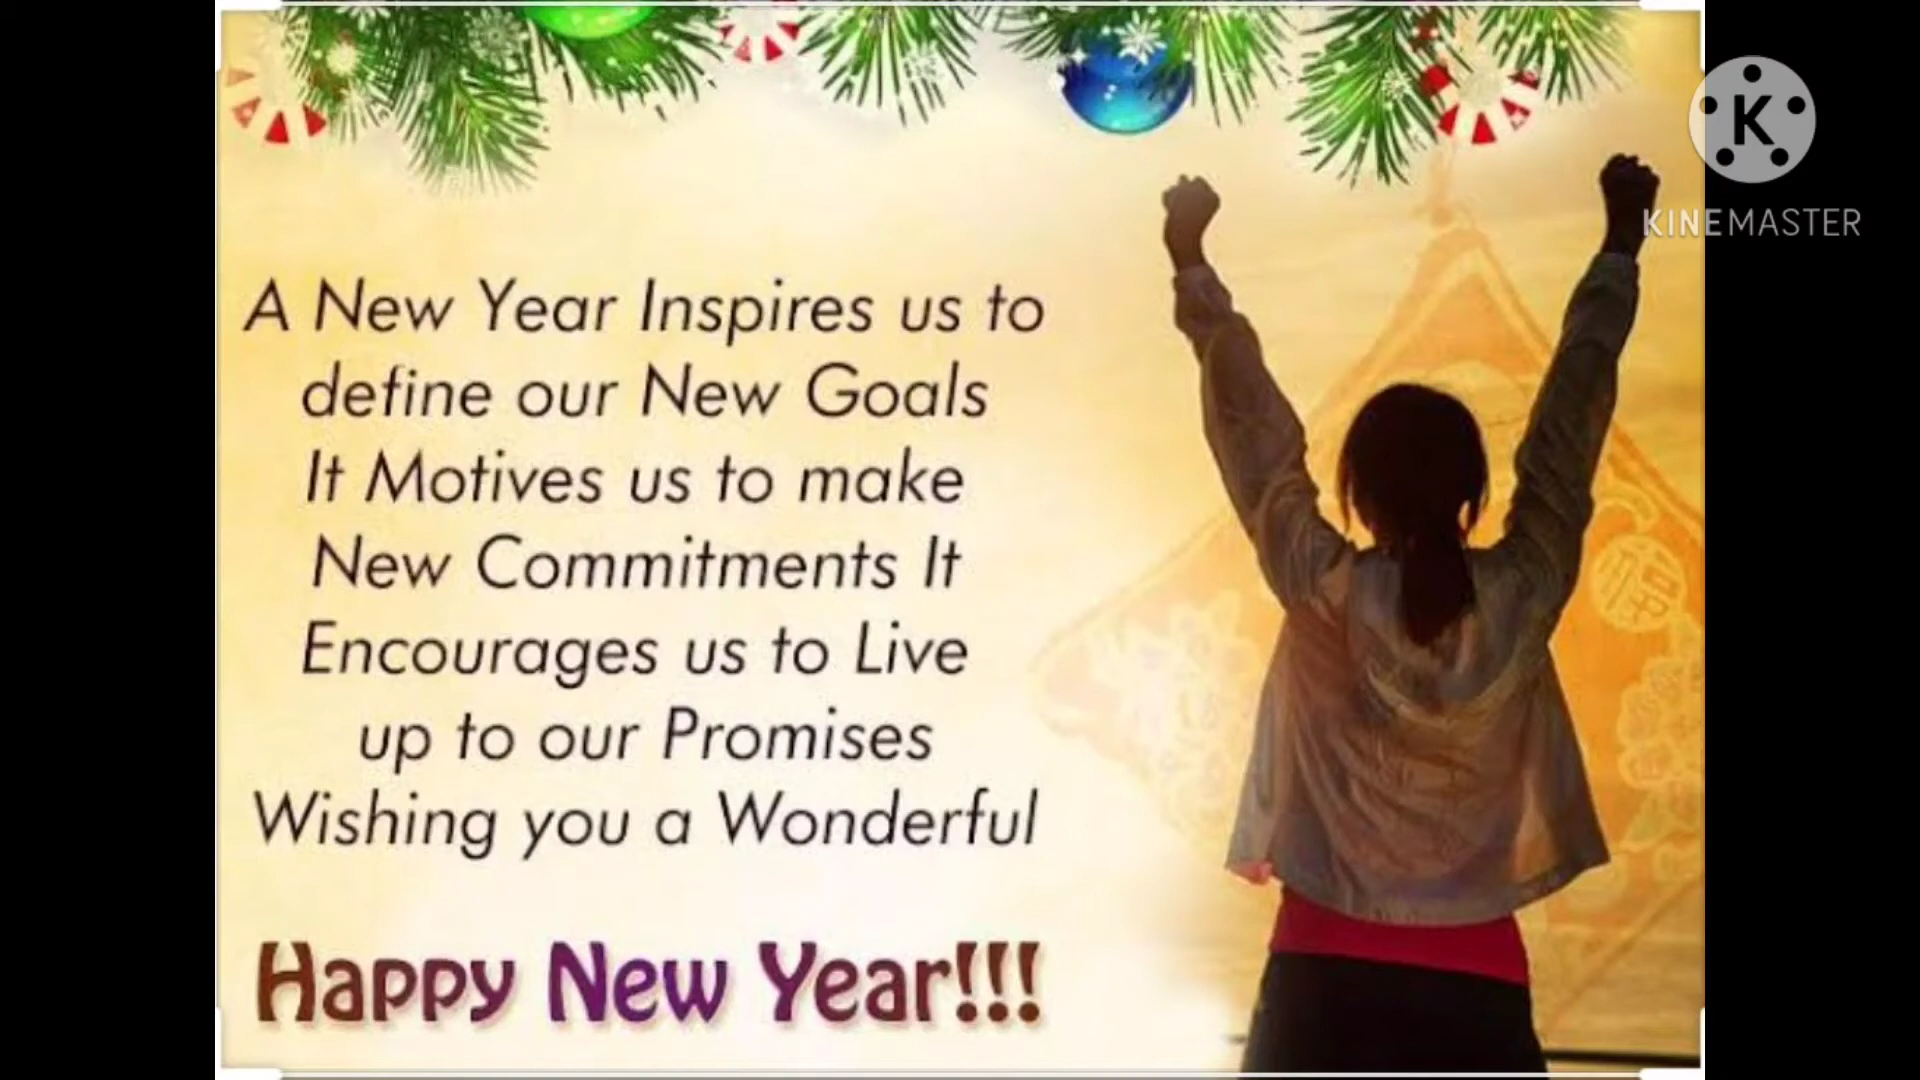 A New Year Inspires us to
define our New Goals
It Motives us to make
New Commitments It
Encourages us to Live
up to our Promises
Wishing you a Wonderful
Happy New Year!!!
K
KINEMASTER
福